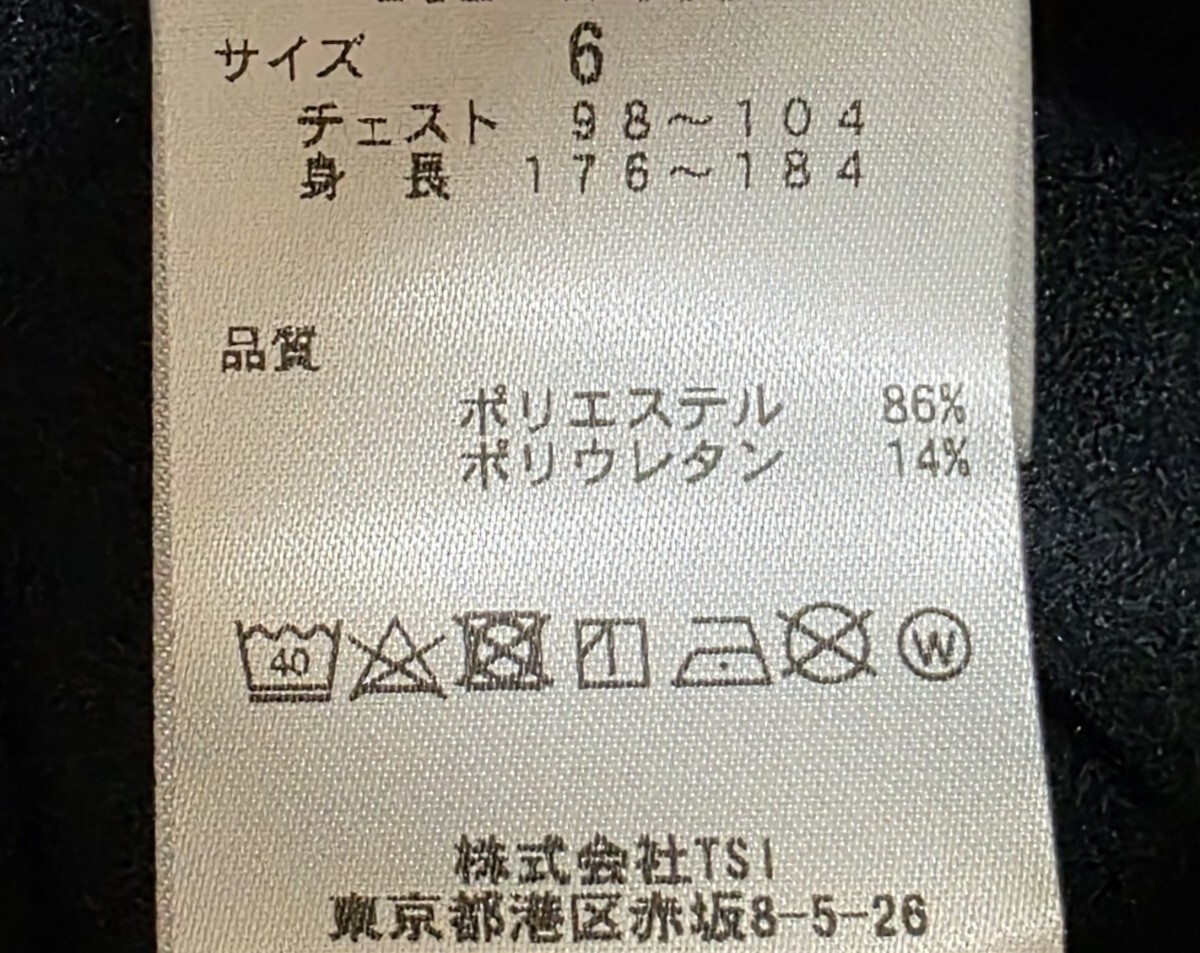 サイズ 6
チェスト 98～104
身長 176～184
品質
ポリエステル 86%
ポリウレタン 14%
40 W
株式会社TSI
東京都港区赤坂8-5-26